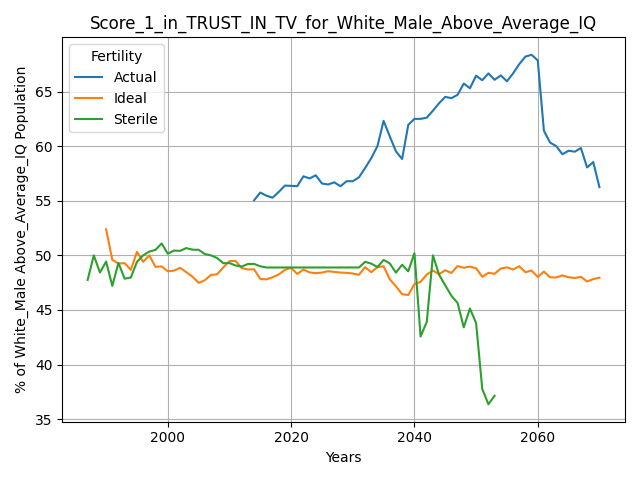 Score_1_in_TRUST_IN_TV_for_White_Male_Above_Average_IQ
Fertility
Actual
Ideal
Sterile
% of White_Male Above_Average_IQ Population
65
60
55
50
45
40
35
2000
2020
2040
2060
Years